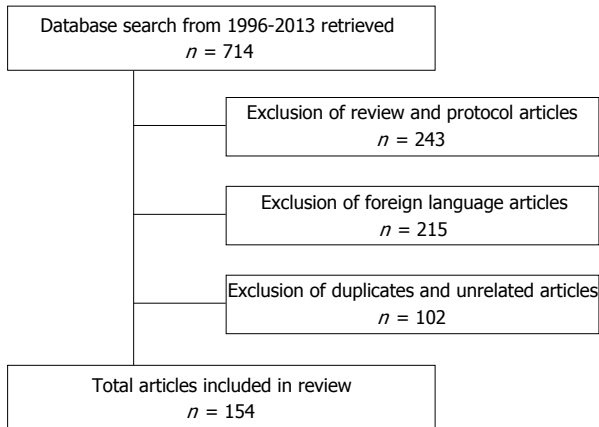 Database search from 1996-2013 retrieved
n = 714
Exclusion of review and protocol articles
n = 243
Exclusion of foreign language articles
n = 215
Exclusion of duplicates and unrelated articles
n = 102
Total articles included in review
n = 154